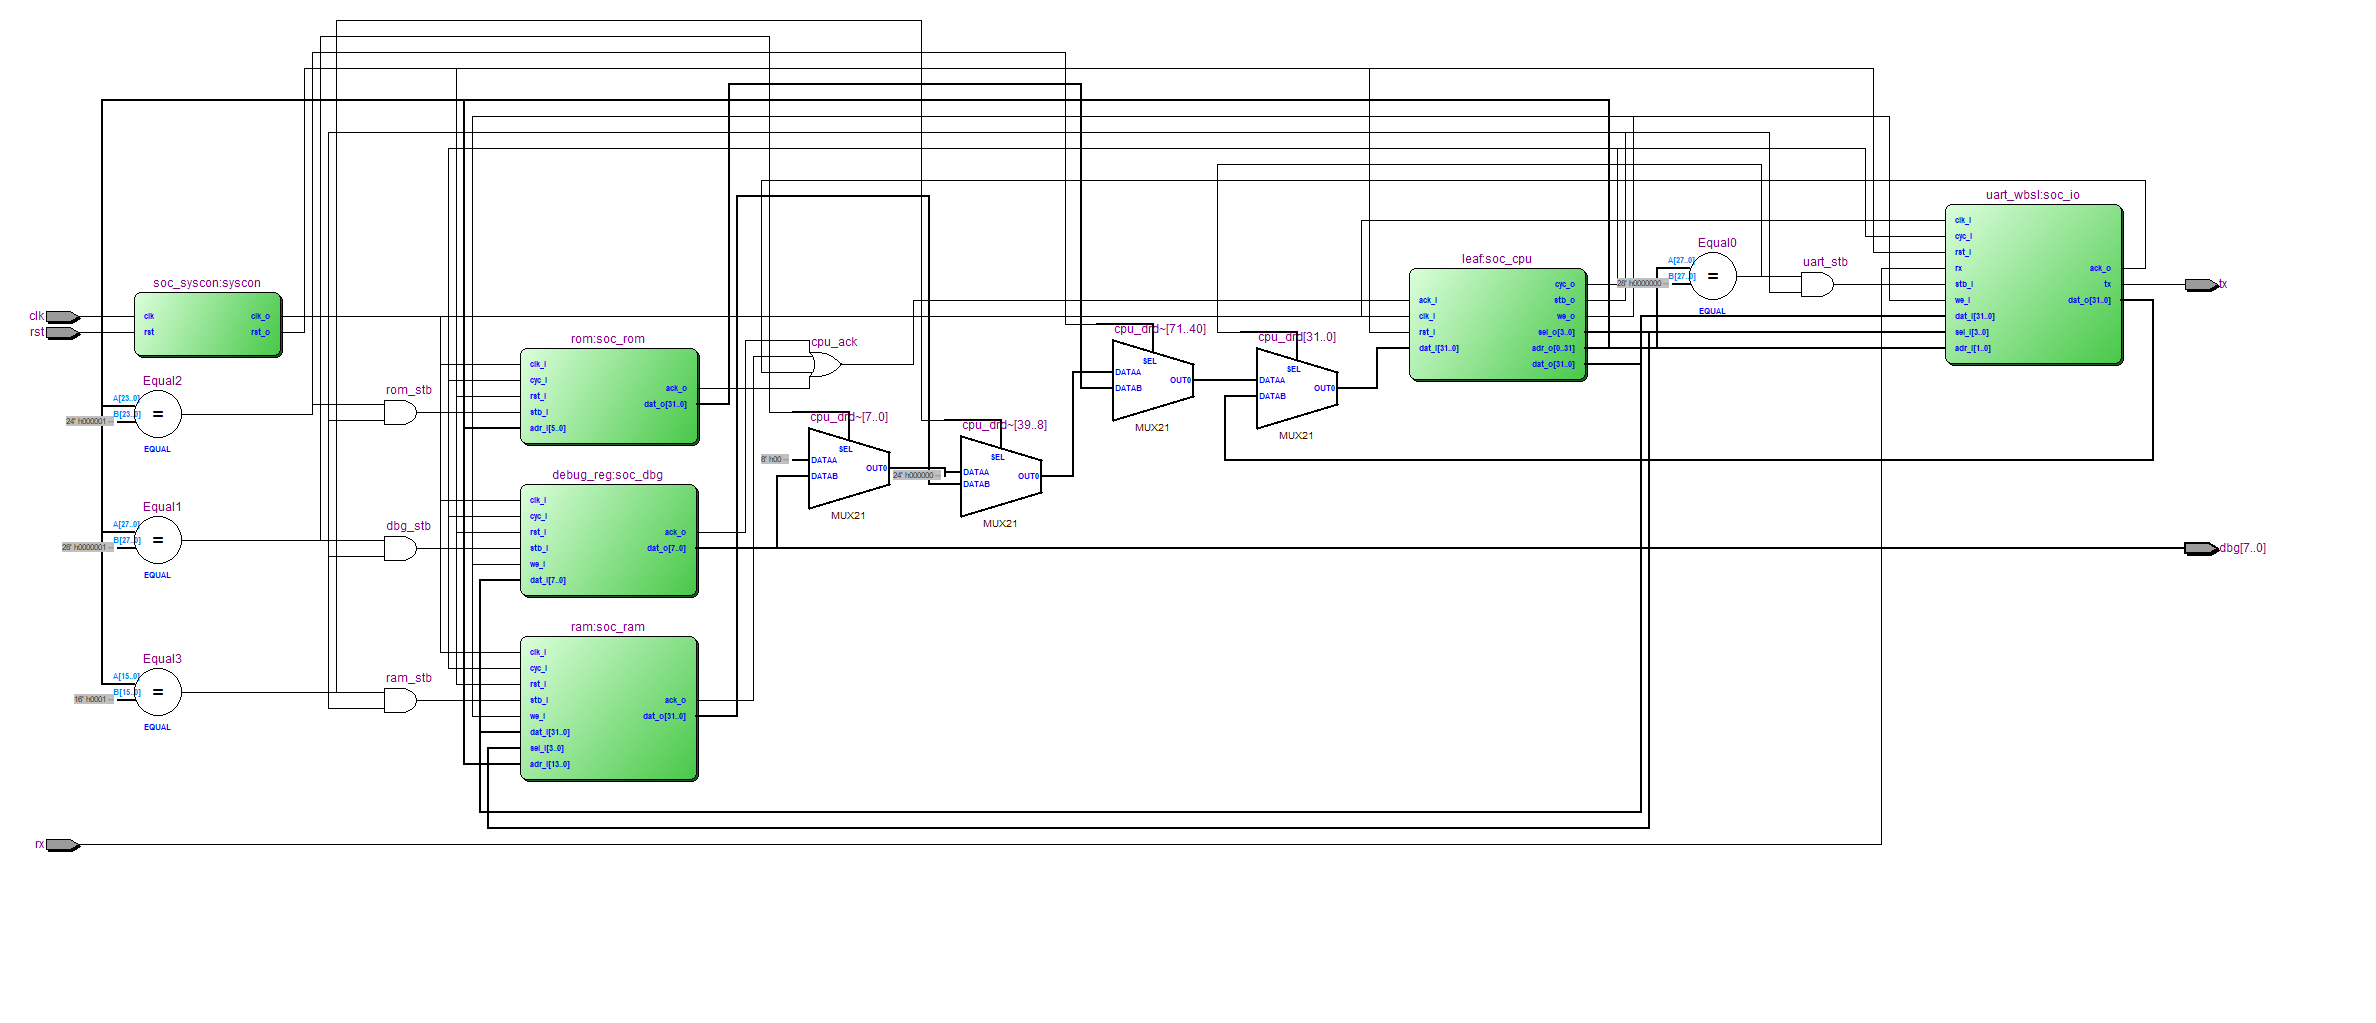 clk
rst
soc_syscon:syscon
clk
rst
clk_o
rst_o
Equal2
A[23..0]
B[23..0]
24' h000001 --
=
EQUAL
Equal1
A[27..0]
B[27..0]
28' h0000001 --
=
EQUAL
Equal3
A[15..0]
B[15..0]
16' h0001 --
=
EQUAL
rx
rom_stb
dbg_stb
ram_stb
rom:soc_rom
clk_i
cyc_i
rst_i
stb_i
adr_i[5..0]
ack_o
dat_o[31..0]
debug_reg:soc_dbg
clk_i
cyc_i
rst_i
stb_i
we_i
dat_i[7..0]
ack_o
dat_o[7..0]
ram:soc_ram
clk_i
cyc_i
rst_i
stb_i
we_i
dat_i[31..0]
sel_i[3..0]
adr_i[13..0]
ack_o
dat_o[31..0]
cpu_ack
cpu_drd~[7..0]
SEL
8' h00 --
DATAA
DATAB
OUT0
MUX21
cpu_drd~[39..8]
SEL
24' h000000 --
DATAA
DATAB
OUT0
MUX21
cpu_drd~[71..40]
SEL
DATAA
DATAB
OUT0
MUX21
cpu_drd[31..0]
SEL
DATAA
DATAB
OUT0
MUX21
leaf:soc_cpu
ack_i
clk_i
rst_i
dat_i[31..0]
cyc_o
stb_o
we_o
sel_o[3..0]
adr_o[0..31]
dat_o[31..0]
Equal0
A[27..0]
B[27..0]
28' h0000000 --
=
EQUAL
uart_stb
uart_wbsl:soc_io
clk_i
cyc_i
rst_i
rx
stb_i
we_i
dat_i[31..0]
sel_i[3..0]
adr_i[1..0]
ack_o
tx
dat_o[31..0]
tx
dbg[7..0]